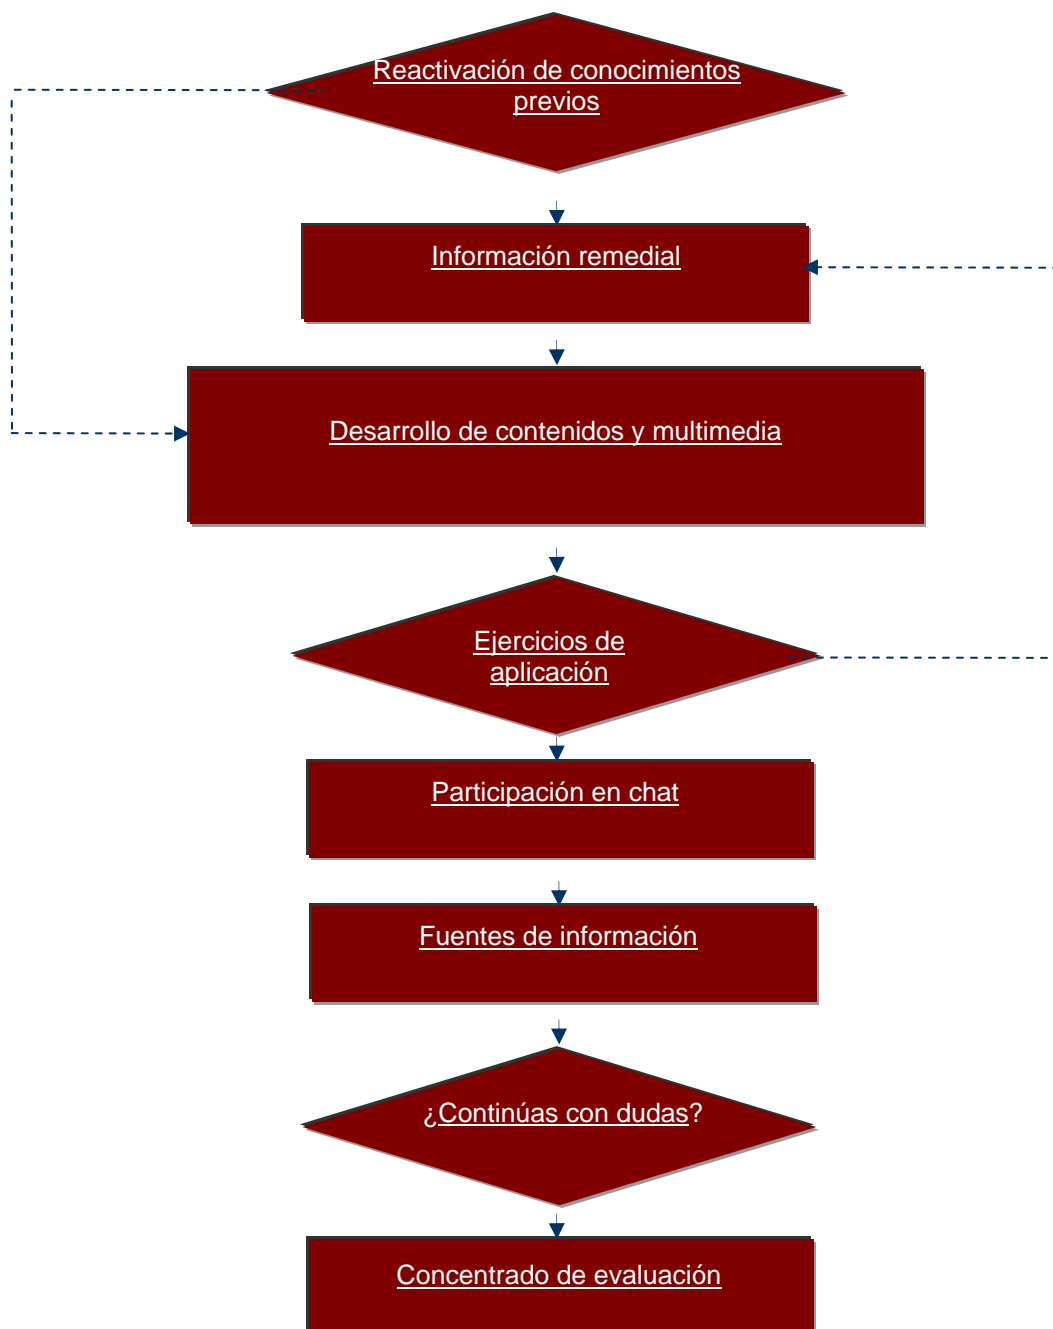 Reactivación de conocimientos
previos
Información remedial
Desarrollo de contenidos y multimedia
Ejercicios de
aplicación
Participación en chat
Fuentes de información
¿Continúas con dudas?
Concentrado de evaluación